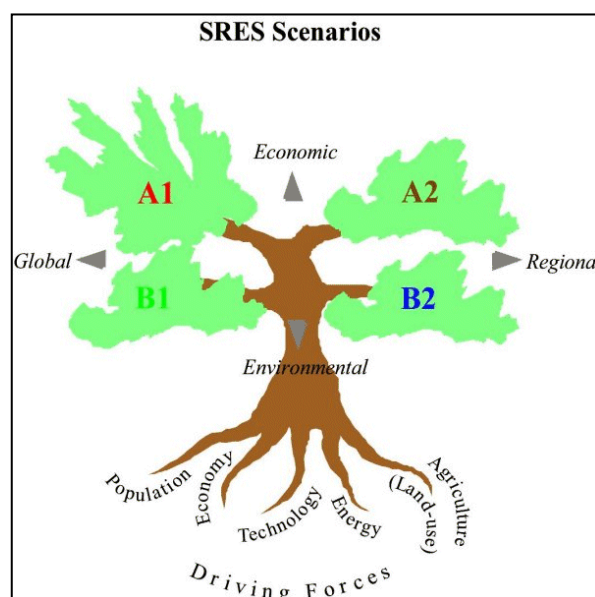 SRES Scenarios
Economic
A1
A2
Global
Regiona
B1
B2
Environmental
Population
Economy
Technology
Energy
Agriculture
(Land-use)
Driving Forces